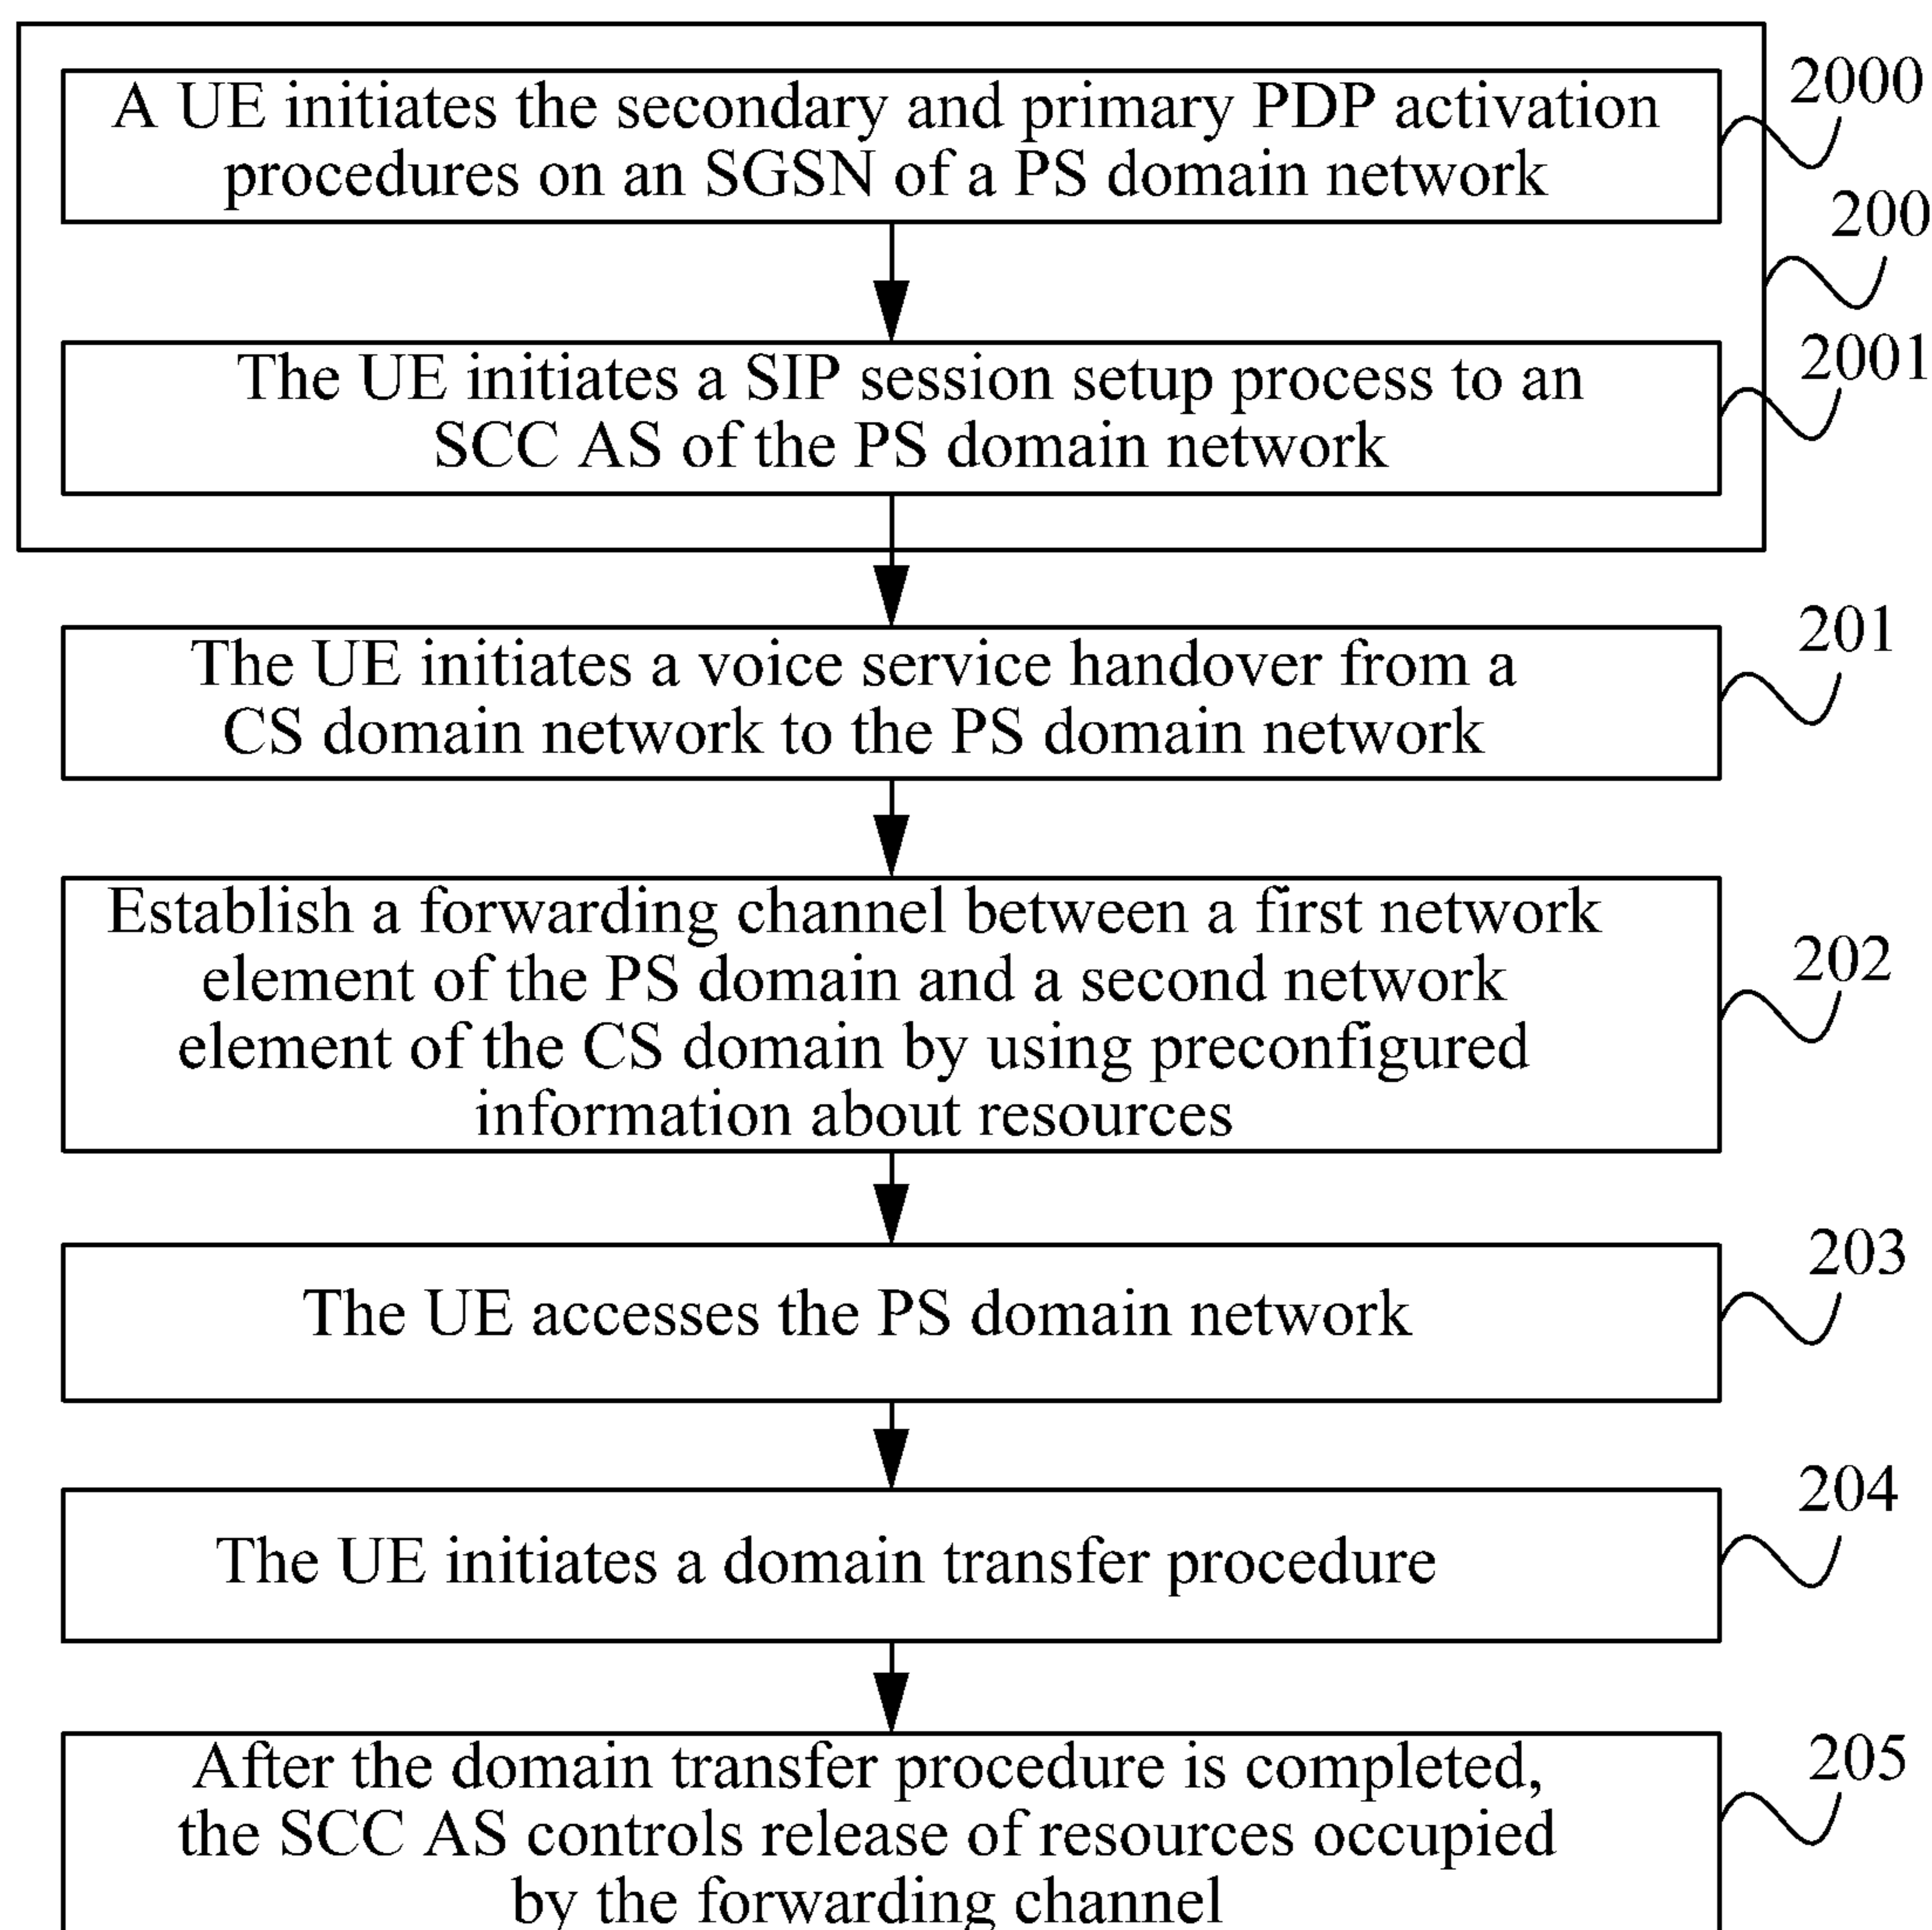 A UE initiates the secondary and primary PDP activation
procedures on an SGSN of a PS domain network
2000
200
The UE initiates a SIP session setup process to an
SCC AS of the PS domain network
2001
The UE initiates a voice service handover from a
CS domain network to the PS domain network
201
Establish a forwarding channel between a first network
element of the PS domain and a second network
element of the CS domain by using preconfigured
information about resources
202
The UE accesses the PS domain network
203
The UE initiates a domain transfer procedure
204
After the domain transfer procedure is completed,
the SCC AS controls release of resources occupied
by the forwarding channel
205